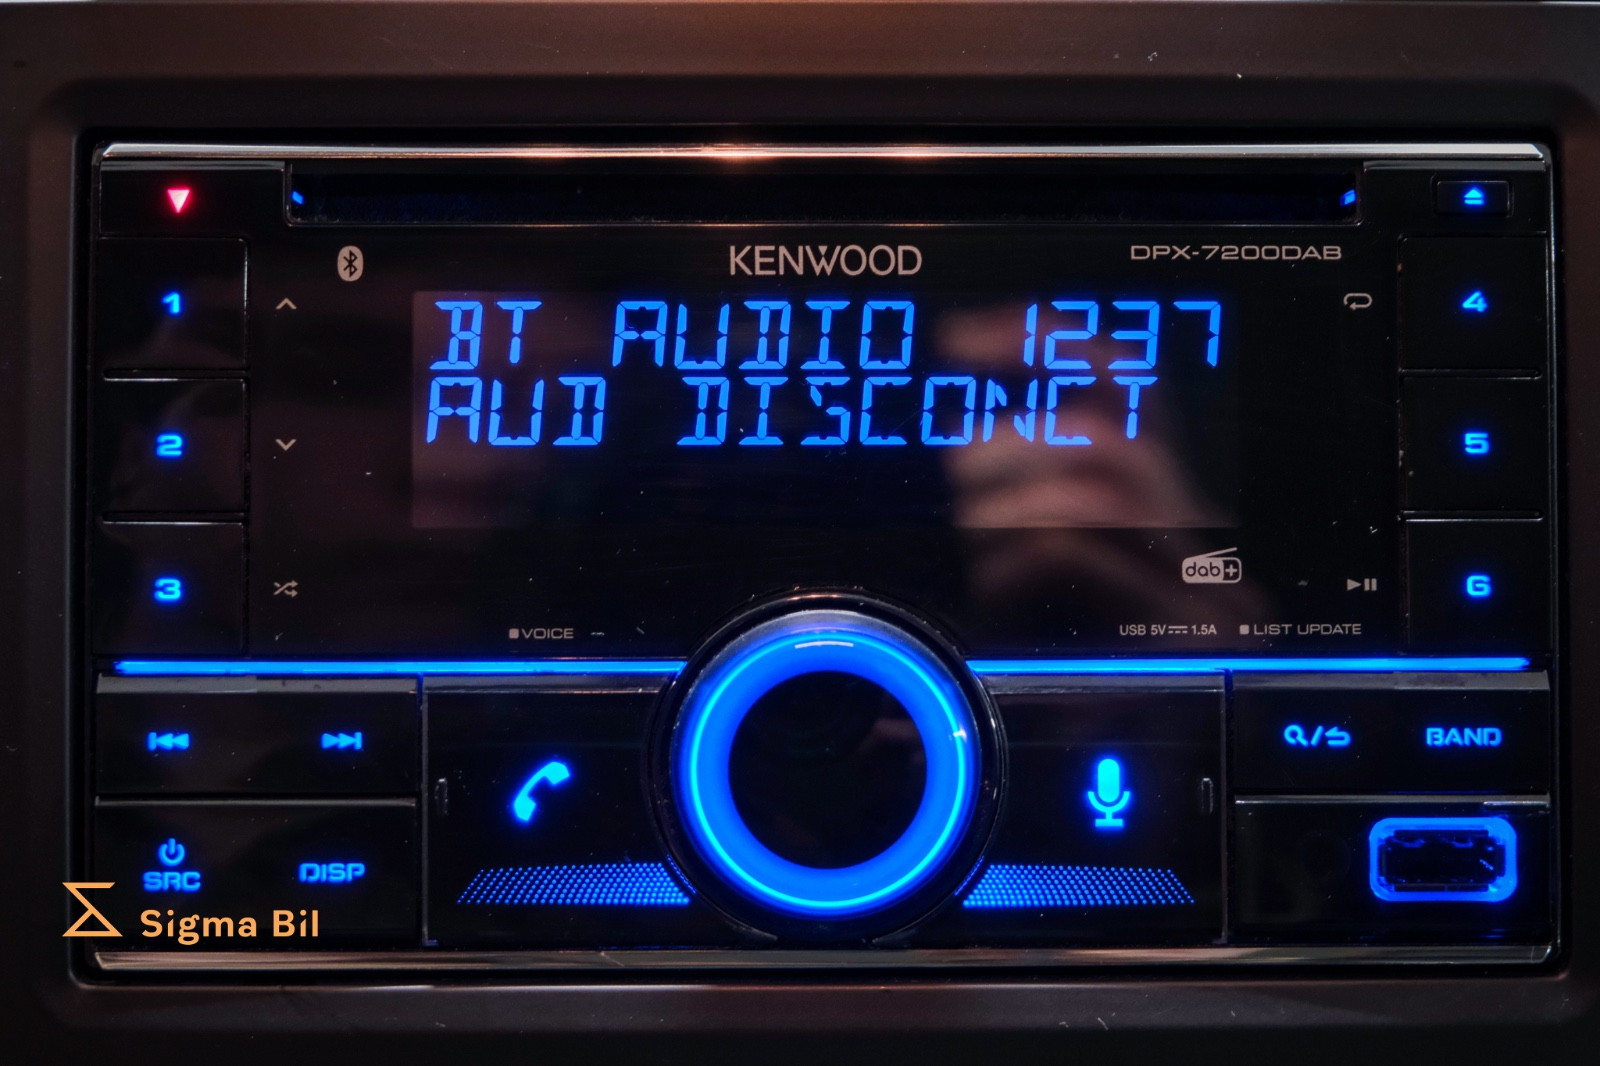 KENWOOD
DPX-7200DAB
BT AUDIO 1237
AUD DISCONCT
1
2
3
4
5
6
dab+
VOICE
USB 5V 1.5A
LIST UPDATE
BAND
SRC
DISP
Sigma Bil